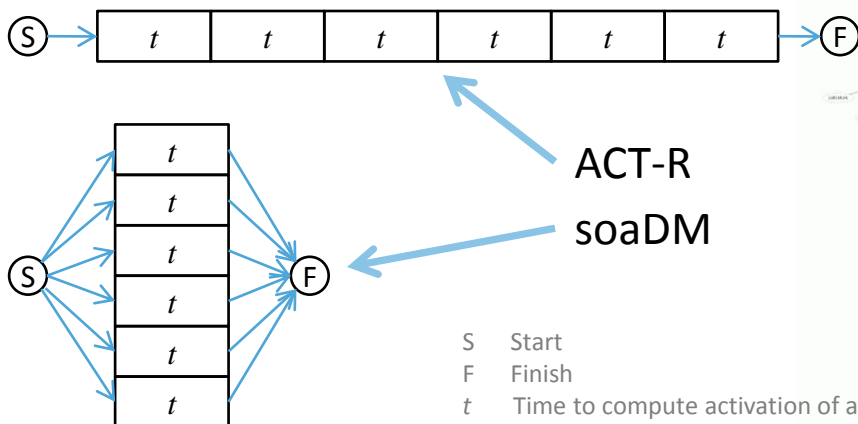 S t t t t t t F
ACT-R
soaDM
t
t
t
S t F
t
t
t
S Start
F Finish
t Time to compute activation of a